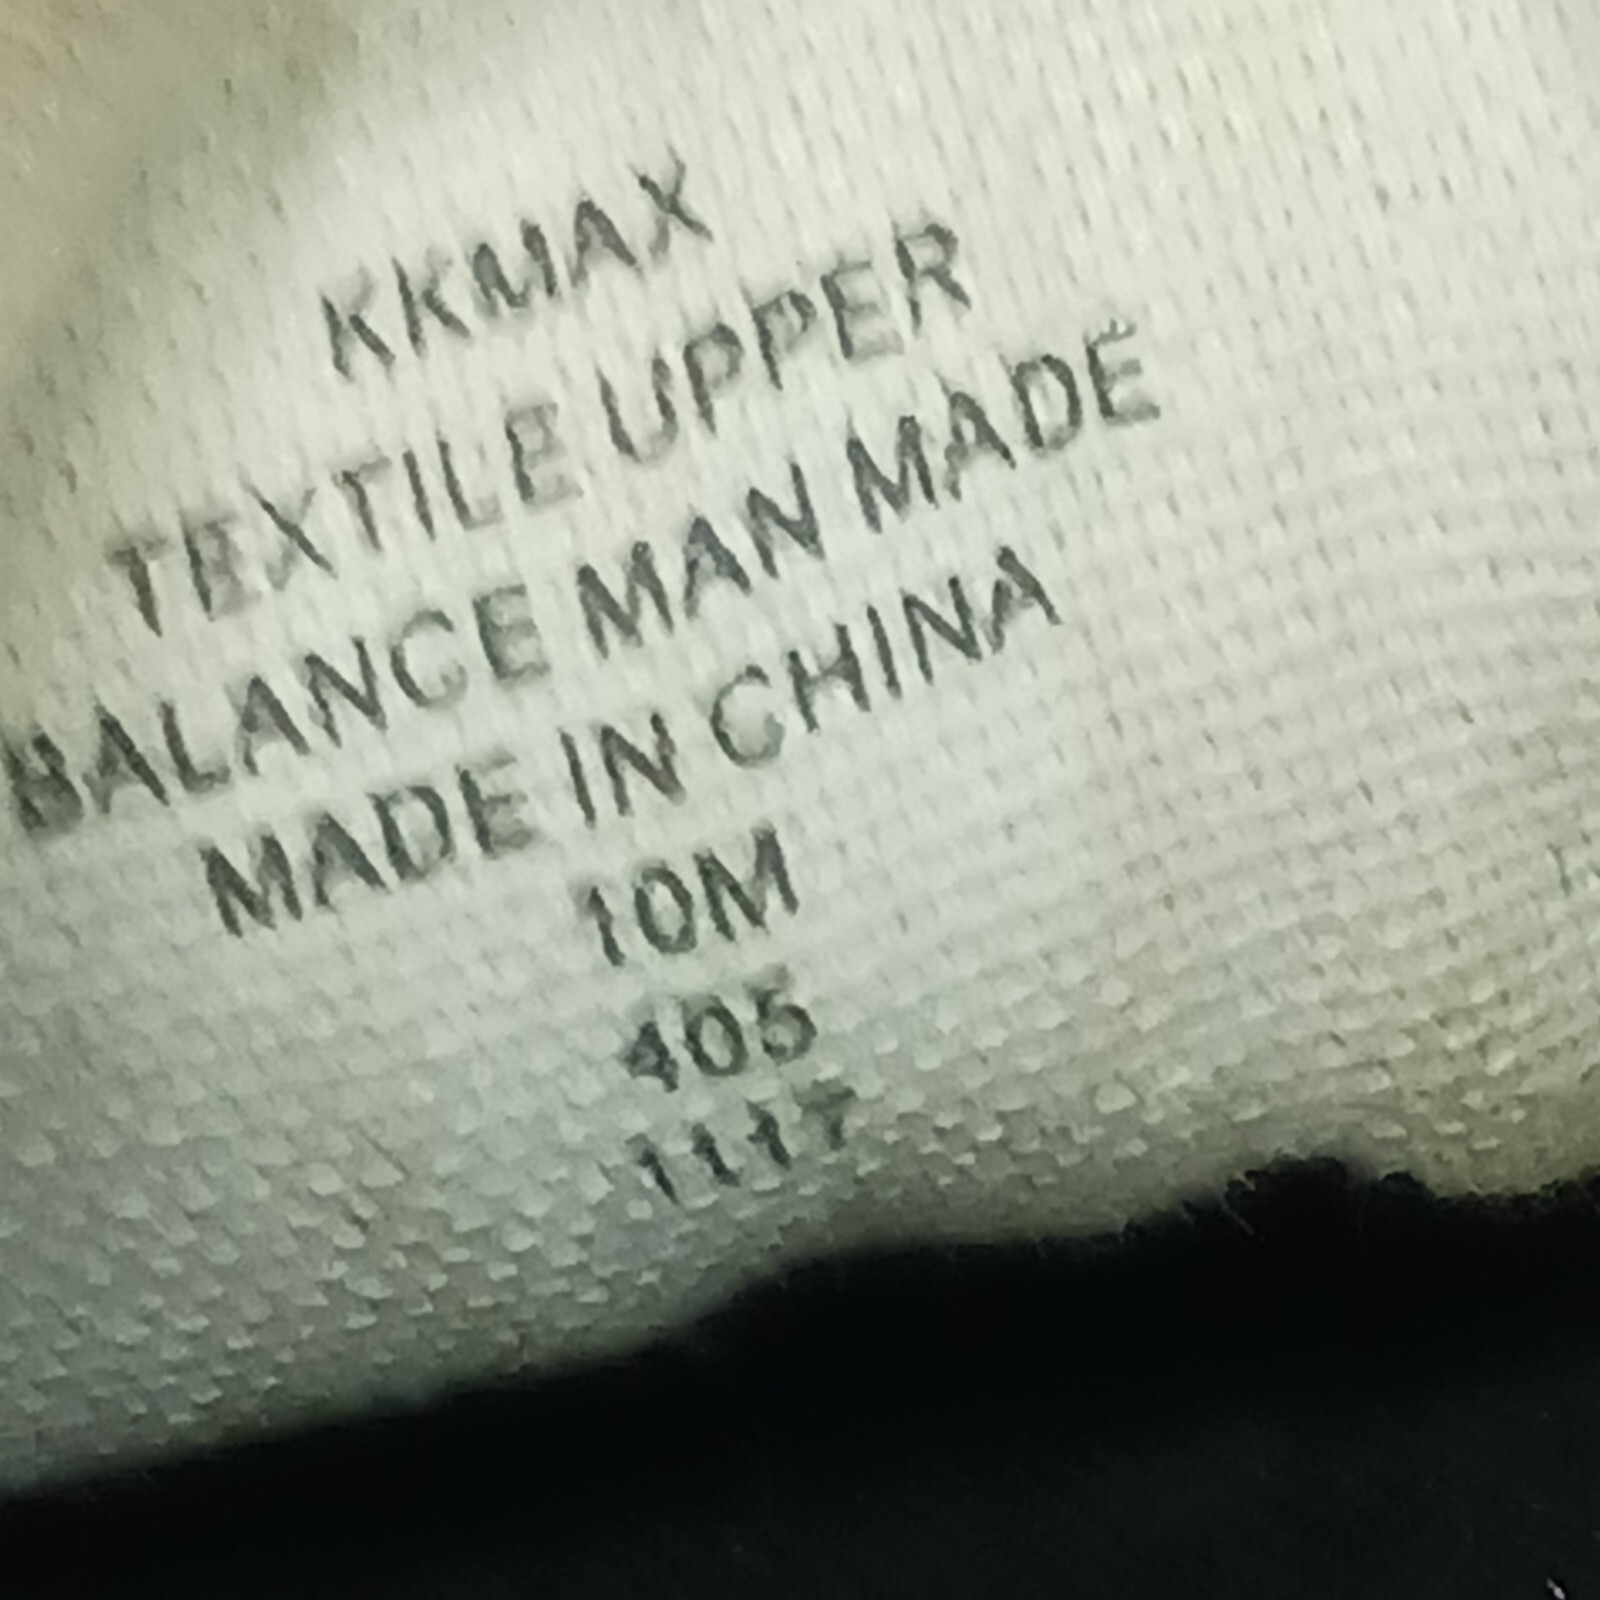 KKMAX
TEXTILE UPPER
BALANCE MAN MADE
MADE IN CHINA
10M
405
1117